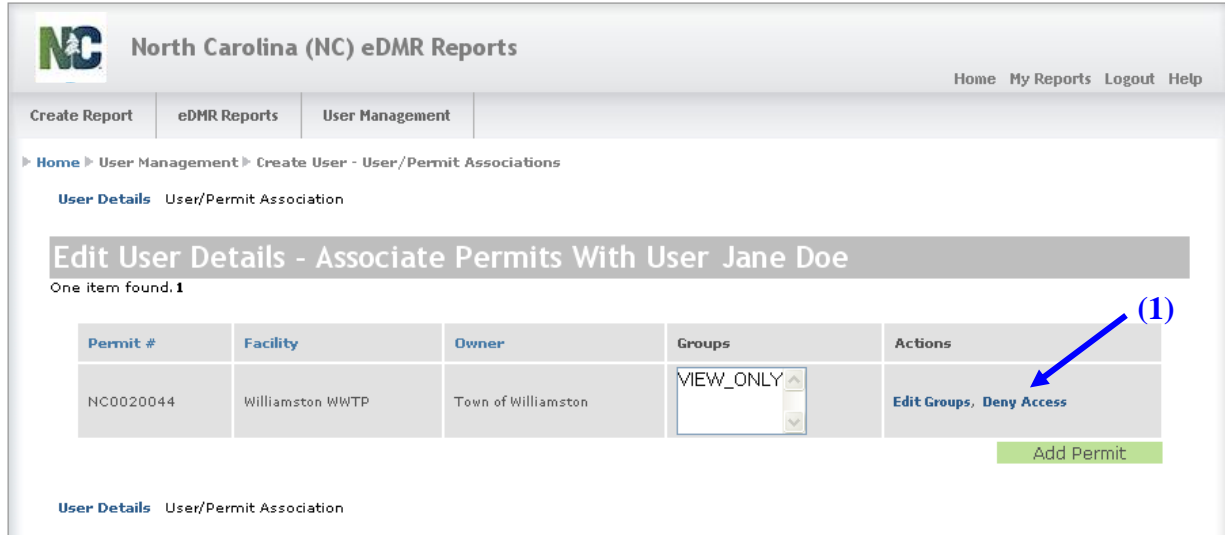 NC North Carolina (NC) eDMR Reports
Home My Reports Logout Help
Create Report eDMR Reports User Management
Home User Management Create User - User/Permit Associations
User Details User/Permit Association
Edit User Details - Associate Permits With User Jane Doe
One item found.1
(1)
Permit # Facility Owner Groups Actions
NC0020044 Williamston WWTP Town of Williamston VIEW_ONLY Edit Groups, Deny Access
Add Permit
User Details User/Permit Association